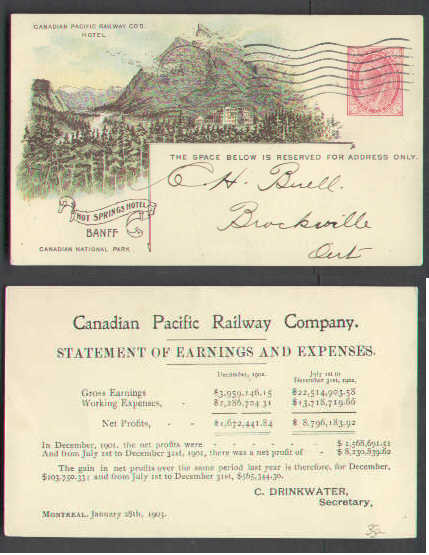 CANADIAN PACIFIC RAILWAY CO'S.
HOTEL
THE SPACE BELOW IS RESERVED FOR ADDRESS ONLY.
C. H. Buell.
Brockville
Ont
HOT SPRINGS HOTEL
BANFF
CANADIAN NATIONAL PARK
Canadian Pacific Railway Company.
STATEMENT OF EARNINGS AND EXPENSES.
December, 1902. July 1st to
December 31st, 1902,
Gross Earnings $3,959,146.15 $22,514,903.58
Working Expenses, - $2,286,704.31 $13,718,719.66
Net Profits, - - $1,672,441.84 $ 8,796,183.92
In December, 1901, the net profits were - - - - - - $ 1,568,691.51
And from July 1st to December 31st, 1901, there was a net profit of - $ 8,230,839.62
The gain in net profits over the same period last year is therefore, for December,
$103,750.33; and from July 1st to December 31st, $565,344.30.
C. DRINKWATER,
Secretary,
MONTREAL, January 28th, 1903.